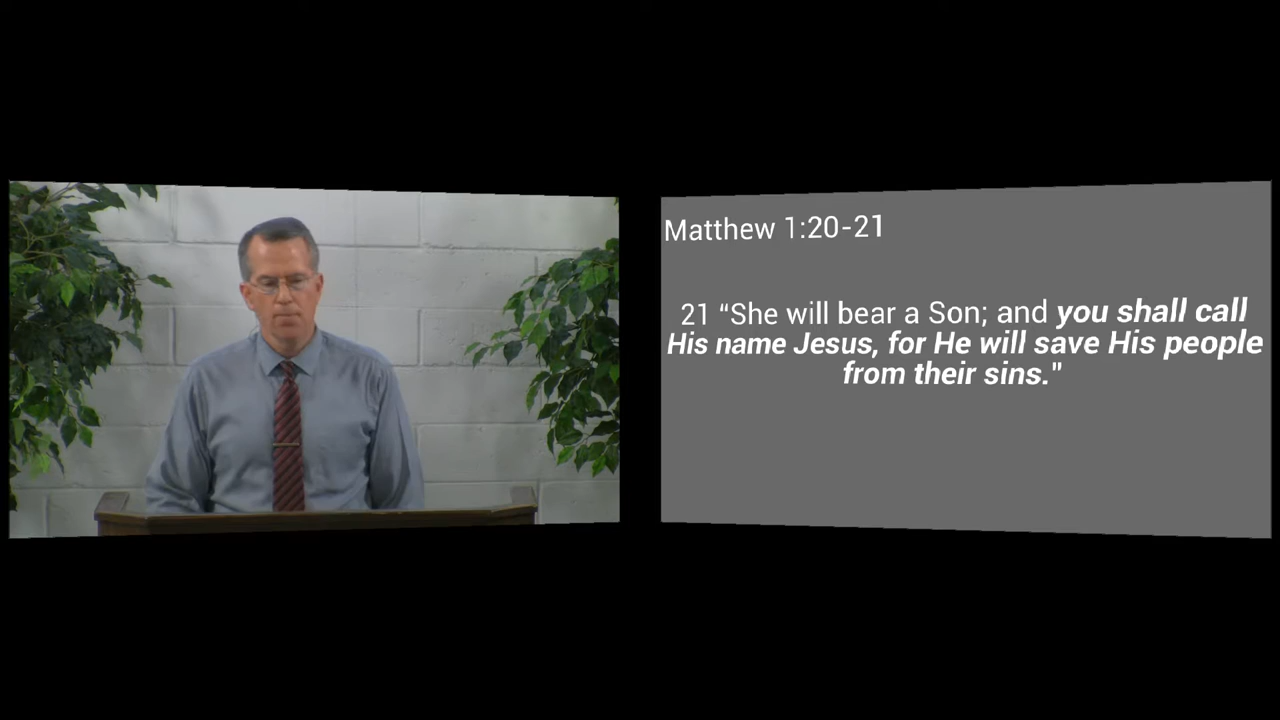 Matthew 1:20-21
21 “She will bear a Son; and you shall call
His name Jesus, for He will save His people
from their sins."